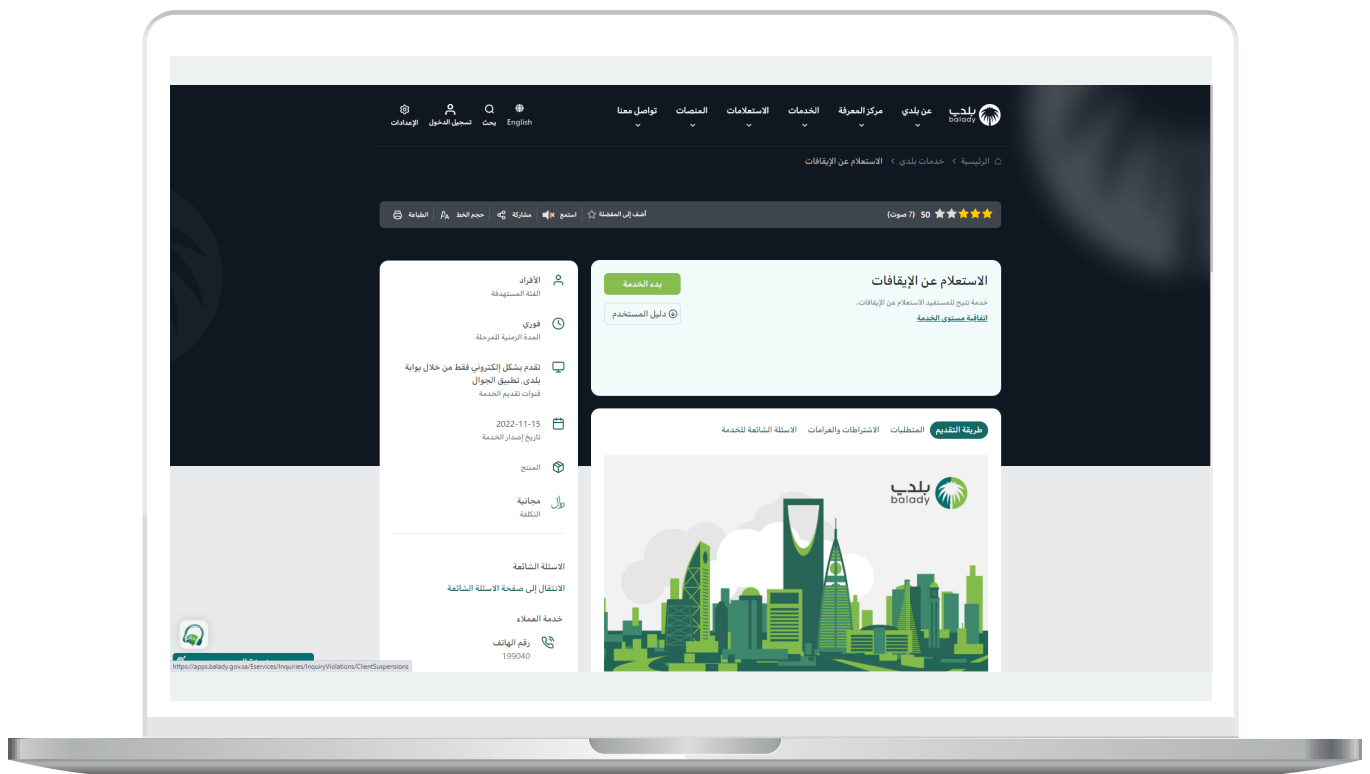 بلدي
balady
عن بلدي
مركز المعرفة
الخدمات
الاستعلامات
المنصات
تواصل معنا
English
بحث
تسجيل الدخول
الإعدادات
الرئيسية
خدمات بلدي
الاستعلام عن الإيقافات
50 (7 صوت)
أضف إلى المفضلة
استمع
مشاركة
حجم الخط
الطباعة
الاستعلام عن الإيقافات
خدمة تتيح للمستفيد الاستعلام عن الإيقافات.
اتفاقية مستوى الخدمة
بدء الخدمة
دليل المستخدم
طريقة التقديم
المتطلبات
الاشتراطات والغرامات
الاسئلة الشائعة للخدمة
بلدي
balady
الأفراد
الفئة المستهدفة
فوري
المدة الزمنية للمرحلة
تقدم بشكل إلكتروني فقط من خلال بوابة
بلدي, تطبيق الجوال
قنوات تقديم الخدمة
2022-11-15
تاريخ إصدار الخدمة
المنتج
مجانية
التكلفة
الاسئلة الشائعة
الانتقال إلى صفحة الاسئلة الشائعة
خدمة العملاء
رقم الهاتف
199040
https://apps.balady.gov.sa/Eservices/Inquiries/InquiryViolations/ClientSuspensions